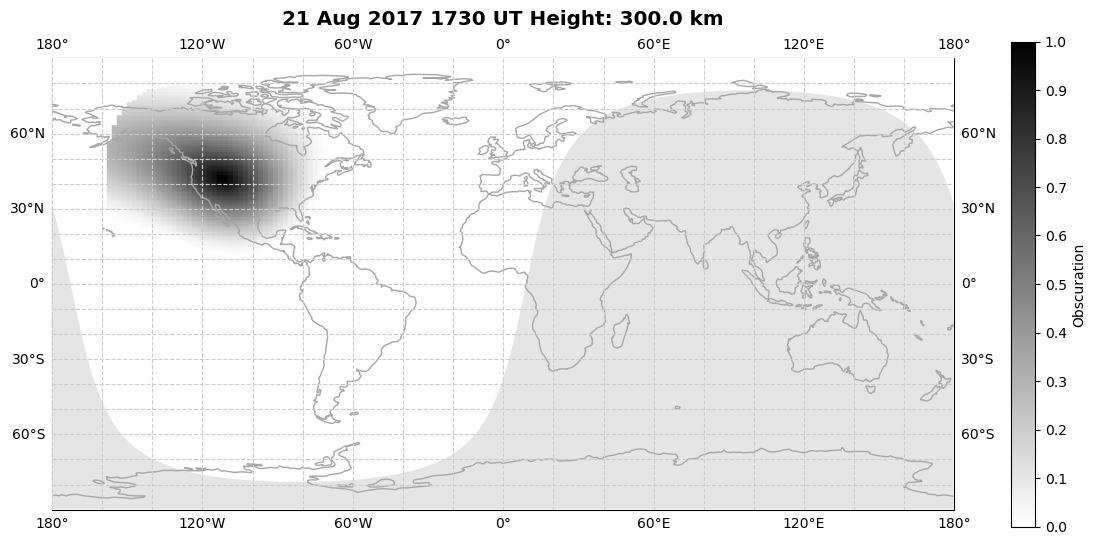 21 Aug 2017 1730 UT Height: 300.0 km
180° 120°W 60°W 0° 60°E 120°E 180°
60°N 60°N
30°N 30°N
0° 0°
30°S 30°S
60°S 60°S
180° 120°W 60°W 0° 60°E 120°E 180°
1.0
0.9
0.8
0.7
0.6
0.5
0.4
0.3
0.2
0.1
0.0
Obscuration